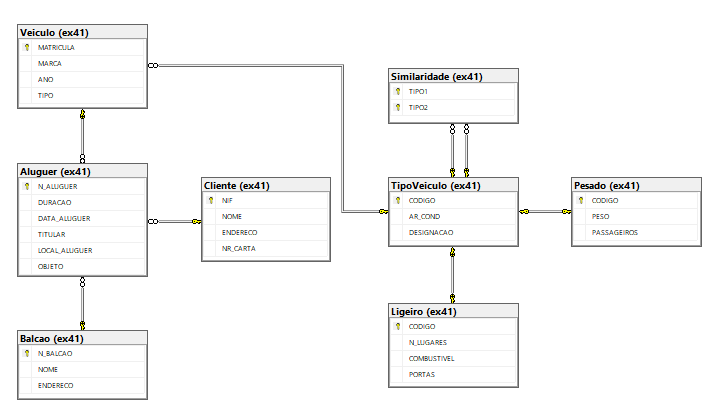 Veiculo (ex41)
MATRICULA
MARCA
ANO
TIPO
Similaridade (ex41)
TIPO1
TIPO2
Aluguer (ex41)
N_ALUGUER
DURACAO
DATA_ALUGUER
TITULAR
LOCAL_ALUGUER
OBJETO
Cliente (ex41)
NIF
NOME
ENDERECO
NR_CARTA
TipoVeiculo (ex41)
CODIGO
AR_COND
DESIGNACAO
Pesado (ex41)
CODIGO
PESO
PASSAGEIROS
Balcao (ex41)
N_BALCAO
NOME
ENDERECO
Ligeiro (ex41)
CODIGO
N_LUGARES
COMBUSTIVEL
PORTAS